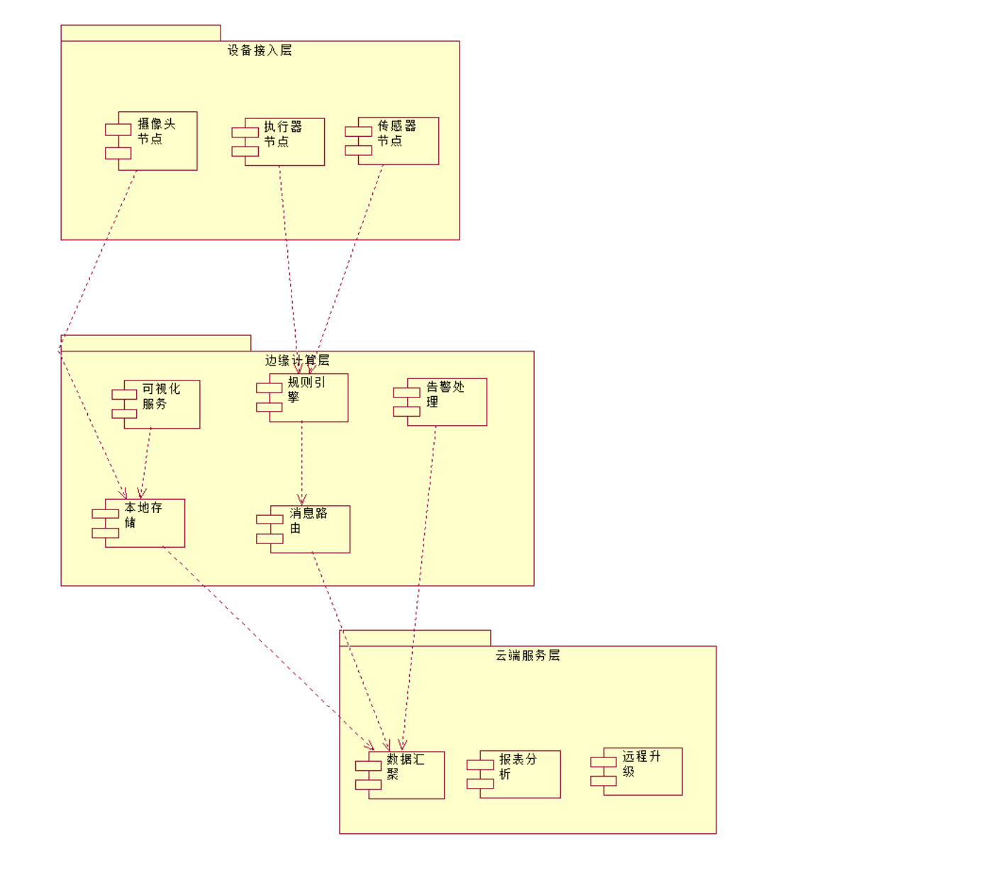 设备接入层
摄像头
节点
执行器
节点
传感器
节点
边缘计算层
可视化
服务
规则引
擎
告警处
理
本地存
储
消息路
由
云端服务层
数据汇
聚
报表分
析
远程升
级